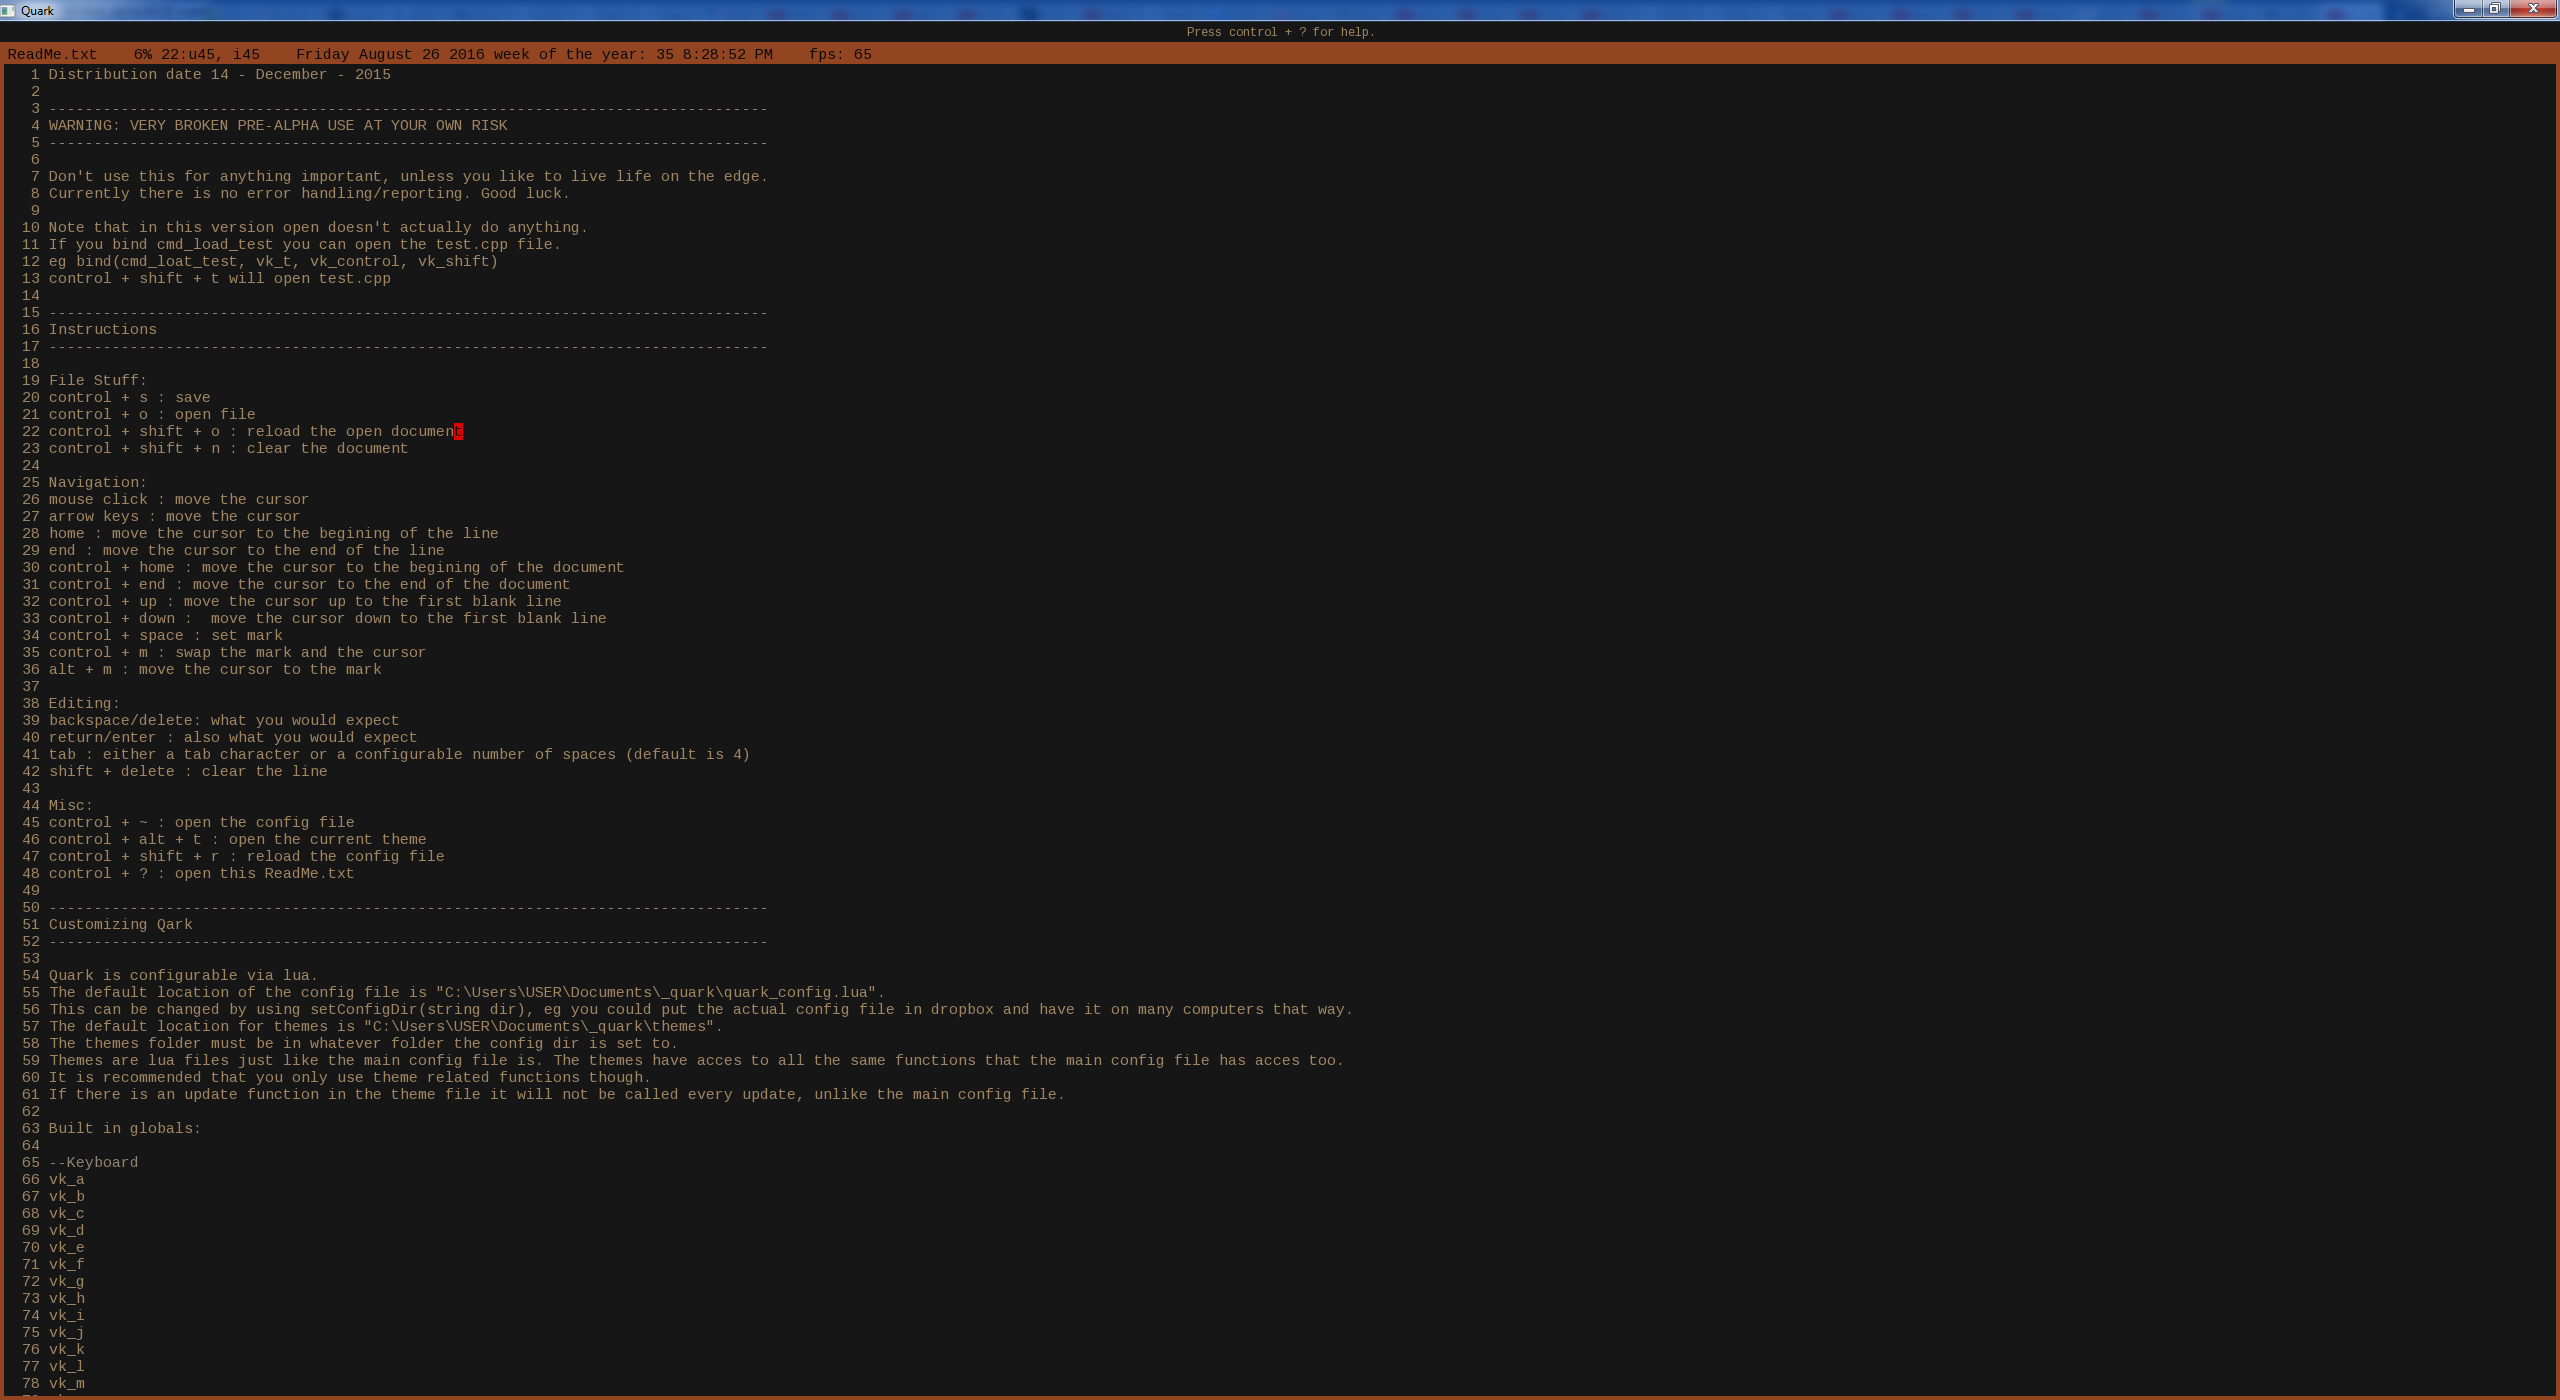 Quark
Press control + ? for help.
ReadMe.txt    6% 22:u45, i45    Friday August 26 2016 week of the year: 35 8:28:52 PM    fps: 65
1 Distribution date 14 - December - 2015
2
3 --------------------------------------------------------------------------------
4 WARNING: VERY BROKEN PRE-ALPHA USE AT YOUR OWN RISK
5 --------------------------------------------------------------------------------
6
7 Don't use this for anything important, unless you like to live life on the edge.
8 Currently there is no error handling/reporting. Good luck.
9
10 Note that in this version open doesn't actually do anything.
11 If you bind cmd_load_test you can open the test.cpp file.
12 eg bind(cmd_loat_test, vk_t, vk_control, vk_shift)
13 control + shift + t will open test.cpp
14
15 --------------------------------------------------------------------------------
16 Instructions
17 --------------------------------------------------------------------------------
18
19 File Stuff:
20 control + s : save
21 control + o : open file
22 control + shift + o : reload the open document
23 control + shift + n : clear the document
24
25 Navigation:
26 mouse click : move the cursor
27 arrow keys : move the cursor
28 home : move the cursor to the begining of the line
29 end : move the cursor to the end of the line
30 control + home : move the cursor to the begining of the document
31 control + end : move the cursor to the end of the document
32 control + up : move the cursor up to the first blank line
33 control + down :  move the cursor down to the first blank line
34 control + space : set mark
35 control + m : swap the mark and the cursor
36 alt + m : move the cursor to the mark
37
38 Editing:
39 backspace/delete: what you would expect
40 return/enter : also what you would expect
41 tab : either a tab character or a configurable number of spaces (default is 4)
42 shift + delete : clear the line
43
44 Misc:
45 control + ~ : open the config file
46 control + alt + t : open the current theme
47 control + shift + r : reload the config file
48 control + ? : open this ReadMe.txt
49
50 --------------------------------------------------------------------------------
51 Customizing Qark
52 --------------------------------------------------------------------------------
53
54 Quark is configurable via lua.
55 The default location of the config file is "C:\Users\USER\Documents\_quark\quark_config.lua".
56 This can be changed by using setConfigDir(string dir), eg you could put the actual config file in dropbox and have it on many computers that way.
57 The default location for themes is "C:\Users\USER\Documents\_quark\themes".
58 The themes folder must be in whatever folder the config dir is set to.
59 Themes are lua files just like the main config file is. The themes have acces to all the same functions that the main config file has acces too.
60 It is recommended that you only use theme related functions though.
61 If there is an update function in the theme file it will not be called every update, unlike the main config file.
62
63 Built in globals:
64
65 --Keyboard
66 vk_a
67 vk_b
68 vk_c
69 vk_d
70 vk_e
71 vk_f
72 vk_g
73 vk_h
74 vk_i
75 vk_j
76 vk_k
77 vk_l
78 vk_m